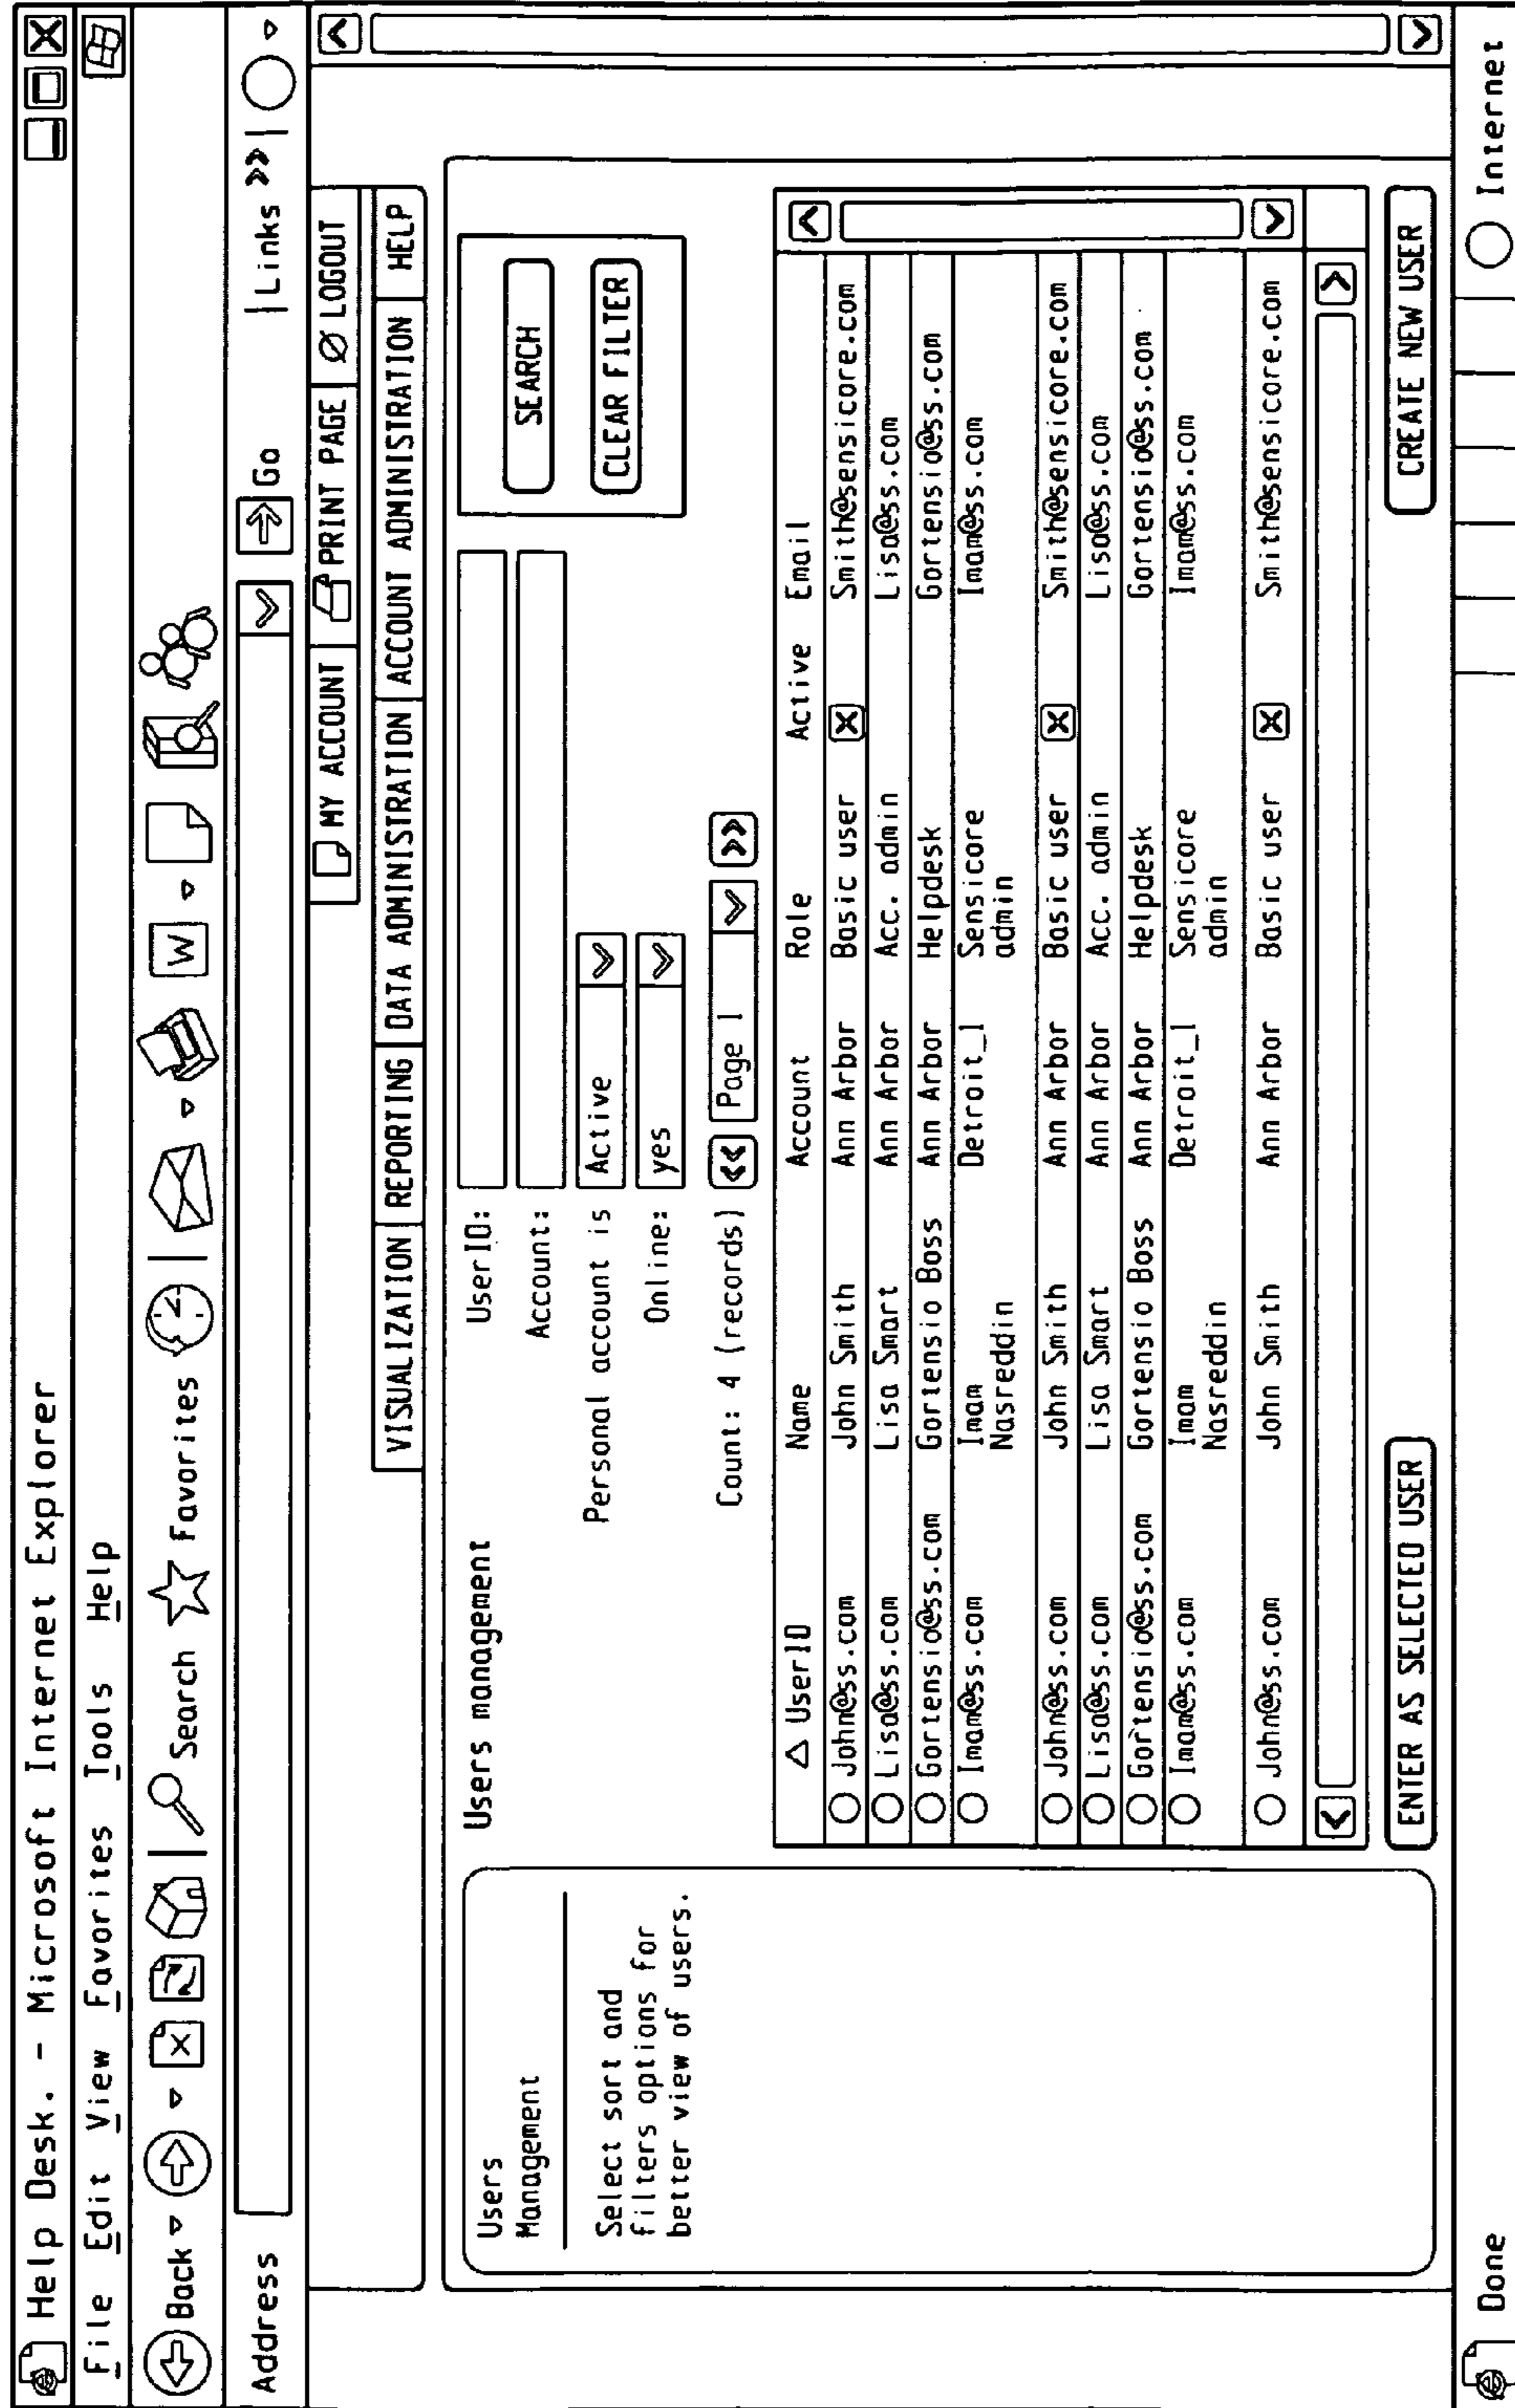 Help Desk. - Microsoft Internet Explorer
File Edit View Favorites Tools Help
Back Search Favorites W
Address Go Links >>
MY ACCOUNT PRINT PAGE LOGOUT
VISUALIZATION REPORTING DATA ADMINISTRATION ACCOUNT ADMINISTRATION HELP
Users
Management
Select sort and
filters options for
better view of users.
Users management
UserID:
Account:
Personal account is Active
Online: yes
SEARCH
CLEAR FILTER
Count: 4 (records) << Page 1 >>
UserID Name Account Role Active Email
John@ss.com John Smith Ann Arbor Basic user X Smith@sensicore.com
Lisa@ss.com Lisa Smart Ann Arbor Acc. admin Lisa@ss.com
Gortensio@ss.com Gortensio Boss Ann Arbor Helpdesk Gortensio@ss.com
Imam@ss.com Imam Detroit_1 Sensicore Imam@ss.com
Nasreddin admin
John@ss.com John Smith Ann Arbor Basic user X Smith@sensicore.com
Lisa@ss.com Lisa Smart Ann Arbor Acc. admin Lisa@ss.com
Gortensio@ss.com Gortensio Boss Ann Arbor Helpdesk Gortensio@ss.com
Imam@ss.com Imam Detroit_1 Sensicore Imam@ss.com
Nasreddin admin
John@ss.com John Smith Ann Arbor Basic user X Smith@sensicore.com
ENTER AS SELECTED USER CREATE NEW USER
Done Internet